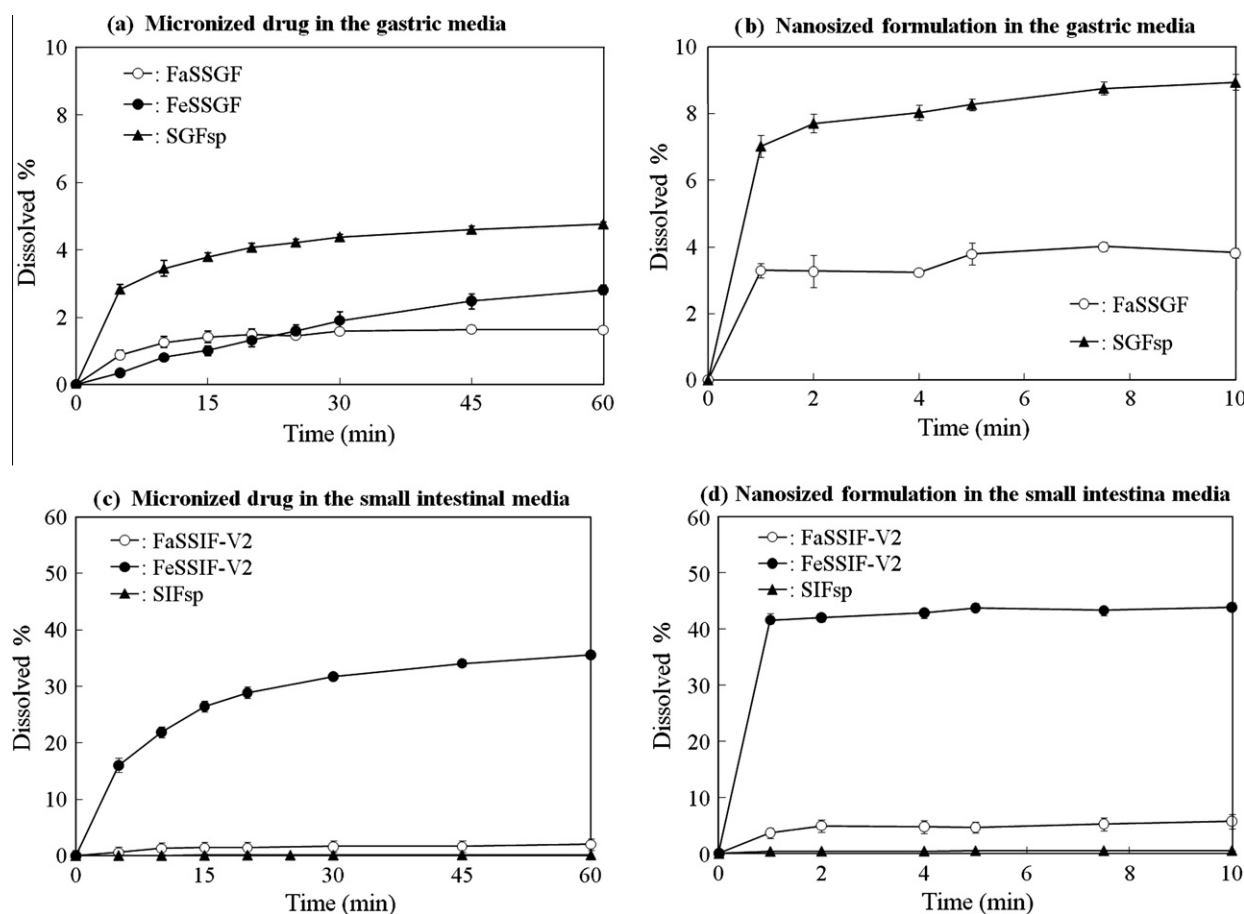 (a) Micronized drug in the gastric media
10
8
6
4
2
0
Dissolved %
: FaSSGF
: FeSSGF
: SGFsp
0 15 30 45 60
Time (min)
(b) Nanosized formulation in the gastric media
10
8
6
4
2
0
Dissolved %
: FaSSGF
: SGFsp
0 2 4 6 8 10
Time (min)
(c) Micronized drug in the small intestinal media
60
50
40
30
20
10
0
Dissolved %
: FaSSIF-V2
: FeSSIF-V2
: SIFsp
0 15 30 45 60
Time (min)
(d) Nanosized formulation in the small intestina media
60
50
40
30
20
10
0
Dissolved %
: FaSSIF-V2
: FeSSIF-V2
: SIFsp
0 2 4 6 8 10
Time (min)